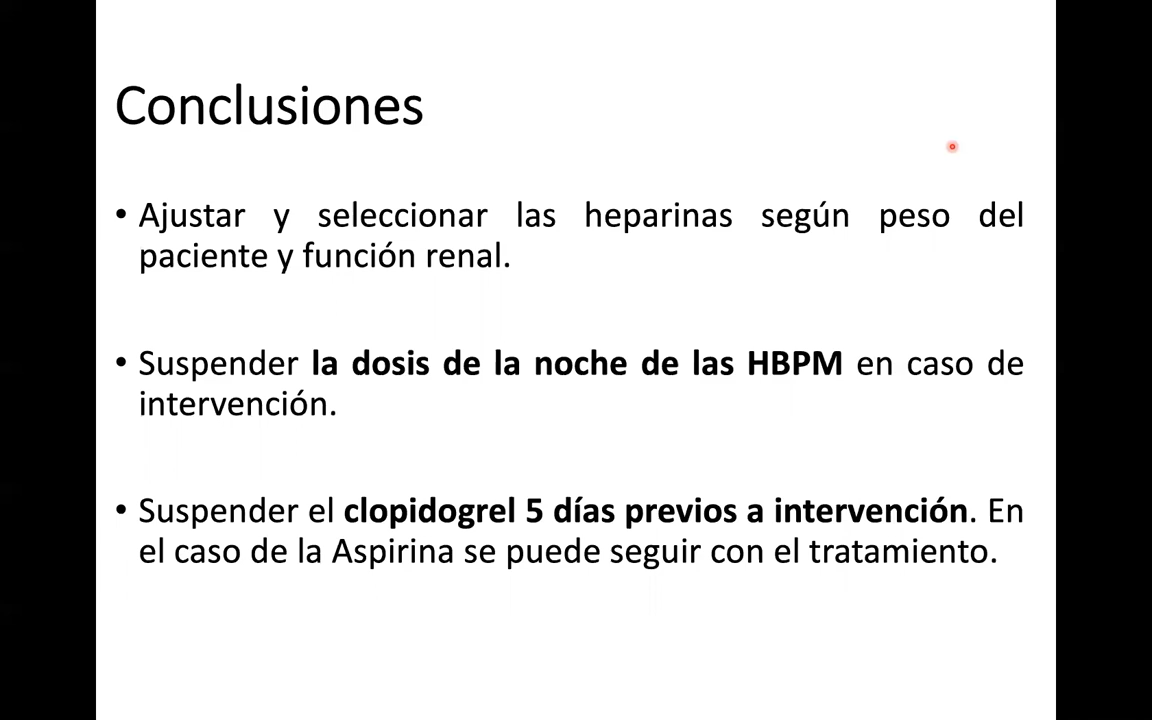 Conclusiones
• Ajustar y seleccionar las heparinas según peso del
paciente y función renal.
• Suspender la dosis de la noche de las HBPM en caso de
intervención.
• Suspender el clopidogrel 5 días previos a intervención. En
el caso de la Aspirina se puede seguir con el tratamiento.